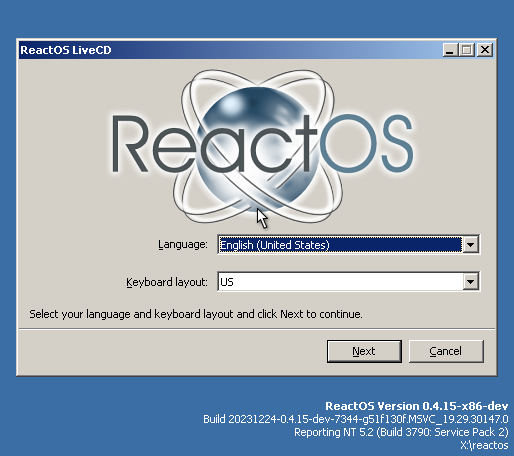 ReactOS LiveCD
ReactOS
Language: English (United States)
Keyboard layout: US
Select your language and keyboard layout and click Next to continue.
Next Cancel
ReactOS Version 0.4.15-x86-dev
Build 20231224-0.4.15-dev-7344-g51f130f.MSVC_19.29.30147.0
Reporting NT 5.2 (Build 3790: Service Pack 2)
X:\reactos